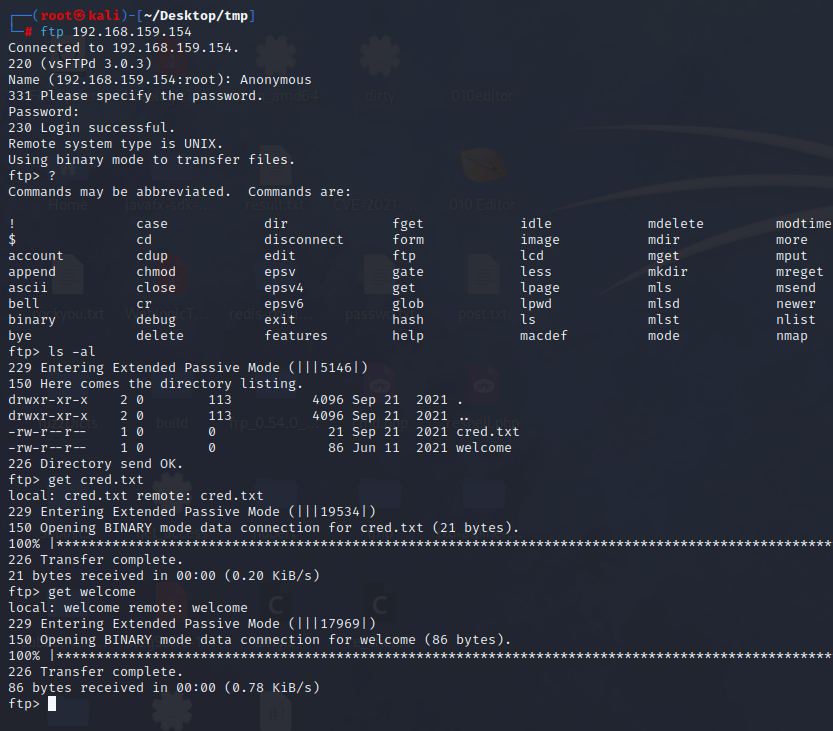 ┌──(root㉿kali)-[~/Desktop/tmp]
└─# ftp 192.168.159.154
Connected to 192.168.159.154.
220 (vsFTPd 3.0.3)
Name (192.168.159.154:root): Anonymous
331 Please specify the password.
Password:
230 Login successful.
Remote system type is UNIX.
Using binary mode to transfer files.
ftp> ?
Commands may be abbreviated.  Commands are:
!               case            dir             fget            idle            mdelete         modtime
$               cd              disconnect      form            image           mdir            more
account         cdup            edit            ftp             lcd             mget            mput
append          chmod           epsv            gate            less            mkdir           mreget
ascii           close           epsv4           get             lpage           mls             msend
bell            cr              epsv6           glob            lpwd            mlsd            newer
binary          debug           exit            hash            ls              mlst            nlist
bye             delete          features        help            macdef          mode            nmap
ftp> ls -al
229 Entering Extended Passive Mode (|||5146|)
150 Here comes the directory listing.
drwxr-xr-x    2 0        113          4096 Sep 21  2021 .
drwxr-xr-x    2 0        113          4096 Sep 21  2021 ..
-rw-r--r--    1 0        0              21 Sep 21  2021 cred.txt
-rw-r--r--    1 0        0              86 Jun 11  2021 welcome
226 Directory send OK.
ftp> get cred.txt
local: cred.txt remote: cred.txt
229 Entering Extended Passive Mode (|||19534|)
150 Opening BINARY mode data connection for cred.txt (21 bytes).
100% |*************************************************************************************************
226 Transfer complete.
21 bytes received in 00:00 (0.20 KiB/s)
ftp> get welcome
local: welcome remote: welcome
229 Entering Extended Passive Mode (|||17969|)
150 Opening BINARY mode data connection for welcome (86 bytes).
100% |*************************************************************************************************
226 Transfer complete.
86 bytes received in 00:00 (0.78 KiB/s)
ftp>